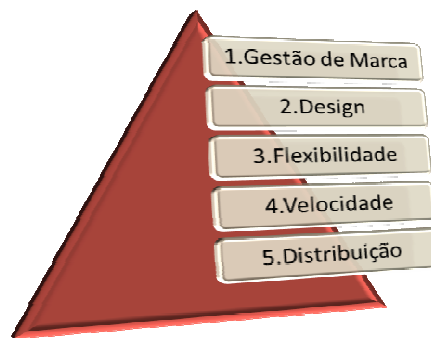 1.Gestão de Marca
2.Design
3.Flexibilidade
4.Velocidade
5.Distribuição